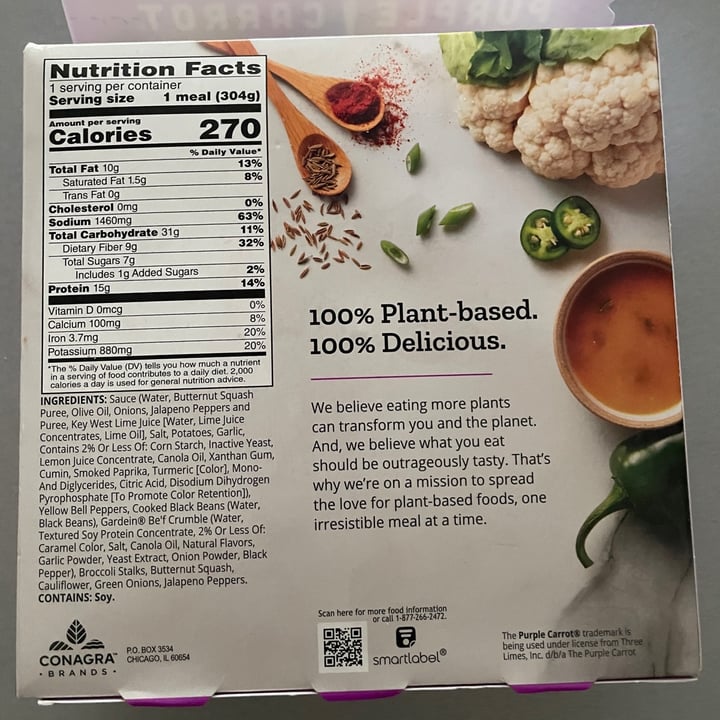 PURPLE CARROT
Nutrition Facts
1 serving per container
Serving size 1 meal (304g)
Amount per serving
Calories 270
% Daily Value*
Total Fat 10g 13%
Saturated Fat 1.5g 8%
Trans Fat 0g
Cholesterol 0mg 0%
Sodium 1460mg 63%
Total Carbohydrate 31g 11%
Dietary Fiber 9g 32%
Total Sugars 7g
Includes 1g Added Sugars 2%
Protein 15g 14%
Vitamin D 0mcg 0%
Calcium 100mg 8%
Iron 3.7mg 20%
Potassium 880mg 20%
*The % Daily Value (DV) tells you how much a nutrient
in a serving of food contributes to a daily diet. 2,000
calories a day is used for general nutrition advice.
INGREDIENTS: Sauce (Water, Butternut Squash
Puree, Olive Oil, Onions, Jalapeno Peppers and
Puree, Key West Lime Juice [Water, Lime Juice
Concentrates, Lime Oil], Salt, Potatoes, Garlic,
Contains 2% Or Less Of: Corn Starch, Inactive Yeast,
Lemon Juice Concentrate, Canola Oil, Xanthan Gum,
Cumin, Smoked Paprika, Turmeric [Color], Mono-
And Diglycerides, Citric Acid, Disodium Dihydrogen
Pyrophosphate [To Promote Color Retention]),
Yellow Bell Peppers, Cooked Black Beans (Water,
Black Beans), Gardein® Be'f Crumble (Water,
Textured Soy Protein Concentrate, 2% Or Less Of:
Caramel Color, Salt, Canola Oil, Natural Flavors,
Garlic Powder, Yeast Extract, Onion Powder, Black
Pepper), Broccoli Stalks, Butternut Squash,
Cauliflower, Green Onions, Jalapeno Peppers.
CONTAINS: Soy.
100% Plant-based.
100% Delicious.
We believe eating more plants
can transform you and the planet.
And, we believe what you eat
should be outrageously tasty. That's
why we're on a mission to spread
the love for plant-based foods, one
irresistible meal at a time.
CONAGRA™
• BRANDS •
P.O. BOX 3534
CHICAGO, IL 60654
Scan here for more food information
or call 1-877-266-2472.
smartlabel®
The Purple Carrot® trademark is
being used under license from Three
Limes, Inc. d/b/a The Purple Carrot